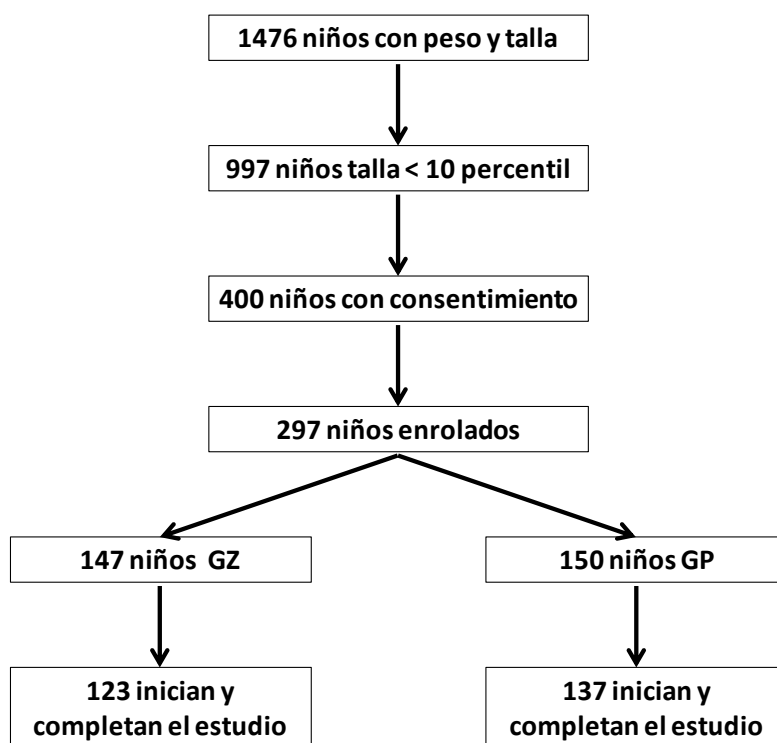 1476 niños con peso y talla
997 niños talla < 10 percentil
400 niños con consentimiento
297 niños enrolados
147 niños GZ
150 niños GP
123 inician y
completan el estudio
137 inician y
completan el estudio